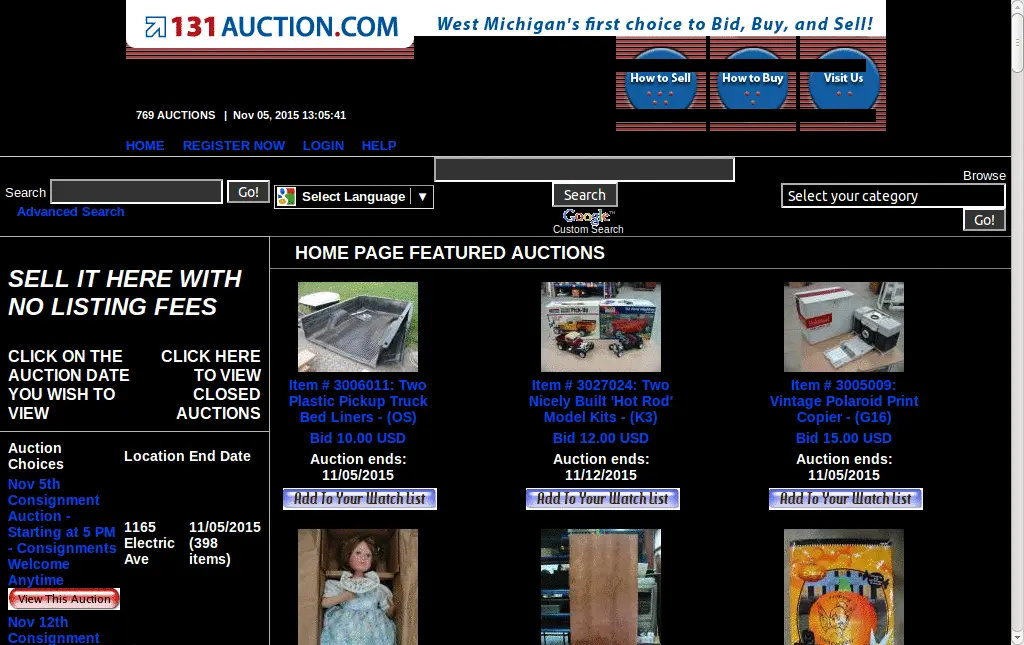 131AUCTION.COM
West Michigan's first choice to Bid, Buy, and Sell!
How to Sell
How to Buy
Visit Us
769 AUCTIONS | Nov 05, 2015 13:05:41
HOME REGISTER NOW LOGIN HELP
Search
Go!
Advanced Search
Select Language ▼
Search
Google™
Custom Search
Browse
Select your category
Go!
SELL IT HERE WITH
NO LISTING FEES
CLICK ON THE
AUCTION DATE
YOU WISH TO
VIEW
CLICK HERE
TO VIEW
CLOSED
AUCTIONS
Auction
Choices
Location
End Date
Nov 5th
Consignment
Auction -
Starting at 5 PM
- Consignments
Welcome
Anytime
1165
Electric
Ave
11/05/2015
(398
items)
View This Auction
Nov 12th
Consignment
HOME PAGE FEATURED AUCTIONS
Item # 3006011: Two
Plastic Pickup Truck
Bed Liners - (OS)
Bid 10.00 USD
Auction ends:
11/05/2015
Add To Your Watch List
Item # 3027024: Two
Nicely Built 'Hot Rod'
Model Kits - (K3)
Bid 12.00 USD
Auction ends:
11/12/2015
Add To Your Watch List
Item # 3005009:
Vintage Polaroid Print
Copier - (G16)
Bid 15.00 USD
Auction ends:
11/05/2015
Add To Your Watch List